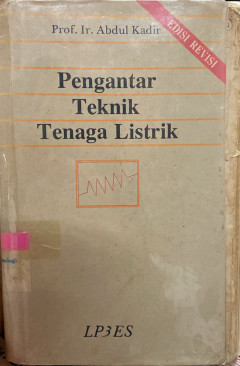 Prof. Ir. Abdul Kadir
EDISI REVISI
Pengantar
Teknik
Tenaga Listrik
LP3ES